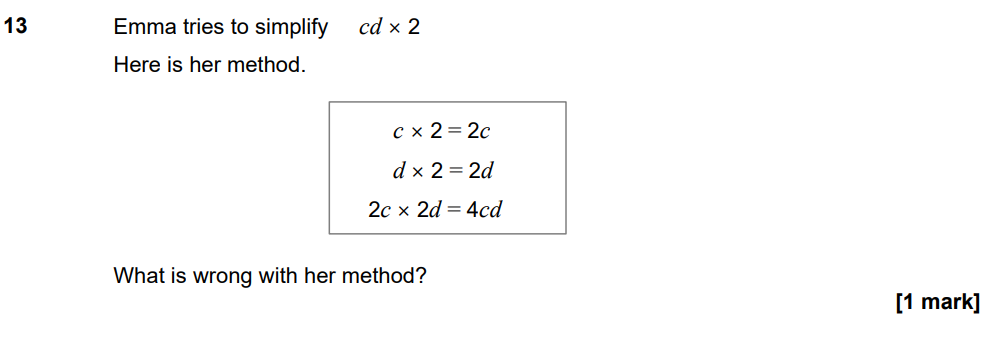 13 Emma tries to simplify cd × 2
Here is her method.
c × 2 = 2c
d × 2 = 2d
2c × 2d = 4cd
What is wrong with her method?
[1 mark]